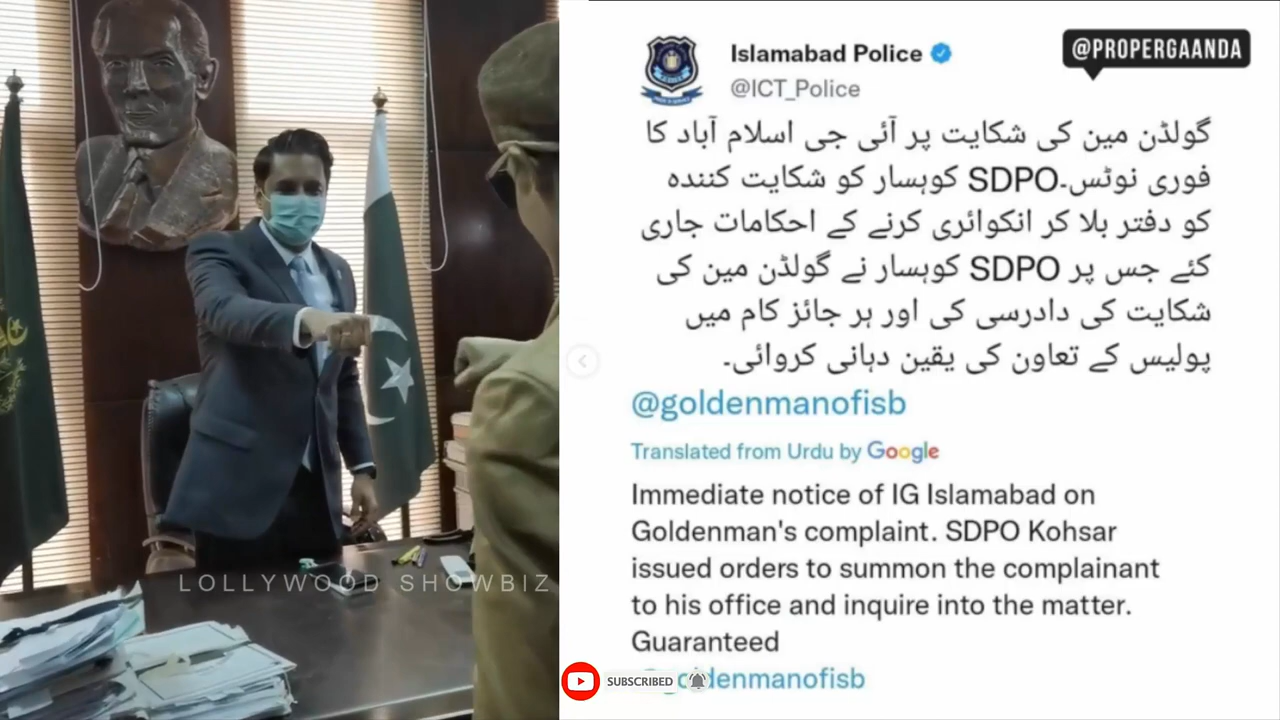 @PROPERGAANDA
Islamabad Police
@ICT_Police
گولڈن مین کی شکایت پر آئی جی اسلام آباد کا
فوری نوٹس۔SDPO کوہسار کو شکایت کنندہ
کو دفتر بلا کر انکوائری کرنے کے احکامات جاری
کئے جس پر SDPO کوہسار نے گولڈن مین کی
شکایت کی دادرسی کی اور ہر جائز کام میں
پولیس کے تعاون کی یقین دہانی کروائی۔
@goldenmanofisb
Translated from Urdu by Google
Immediate notice of IG Islamabad on
Goldenman's complaint. SDPO Kohsar
issued orders to summon the complainant
to his office and inquire into the matter.
Guaranteed
goldenmanofisb
LOLLYWOOD SHOWBIZ
SUBSCRIBED